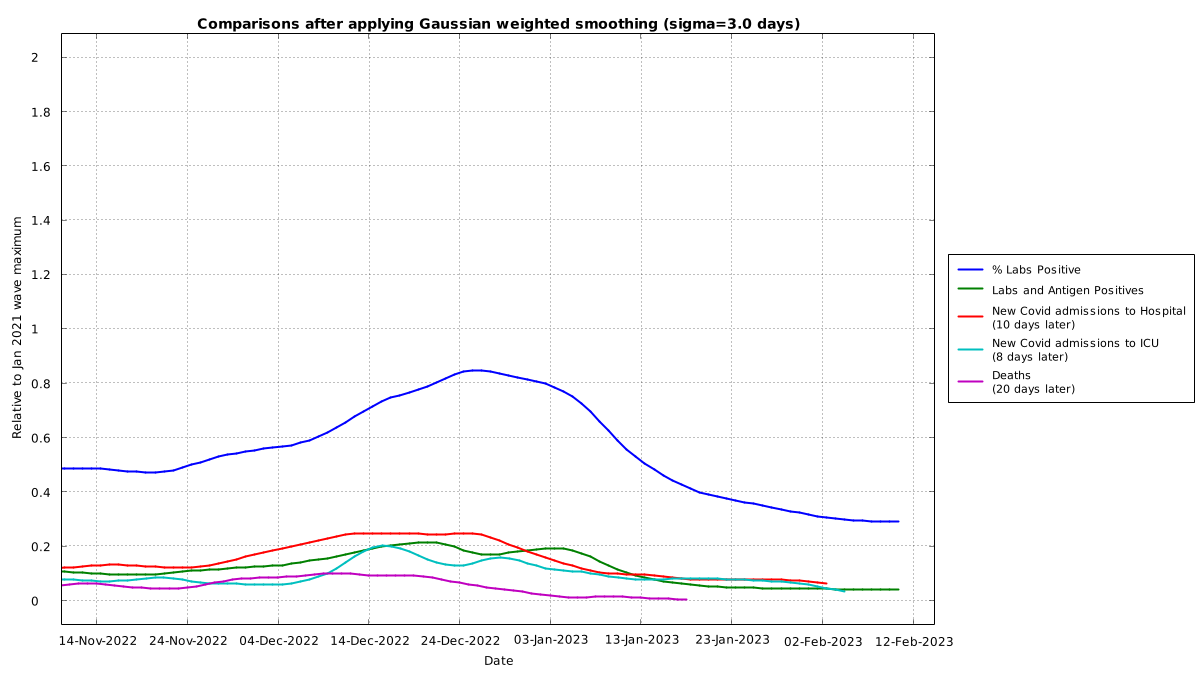 Comparisons after applying Gaussian weighted smoothing (sigma=3.0 days)
Relative to Jan 2021 wave maximum
2
1.8
1.6
1.4
1.2
1
0.8
0.6
0.4
0.2
0
14-Nov-2022 24-Nov-2022 04-Dec-2022 14-Dec-2022 24-Dec-2022 03-Jan-2023 13-Jan-2023 23-Jan-2023 02-Feb-2023 12-Feb-2023
Date
% Labs Positive
Labs and Antigen Positives
New Covid admissions to Hospital
(10 days later)
New Covid admissions to ICU
(8 days later)
Deaths
(20 days later)